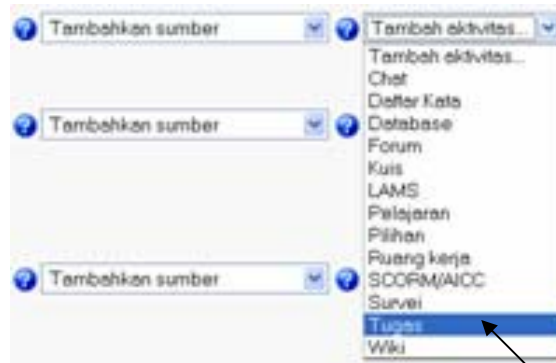 Tambahkan sumber Tambah aktivitas...
Tambah aktivitas...
Chat
Daftar Kata
Tambahkan sumber Database
Forum
Kuis
LAMS
Pelajaran
Pilihan
Ruang kerja
Tambahkan sumber SCORM/AICC
Survei
Tugas
Wiki